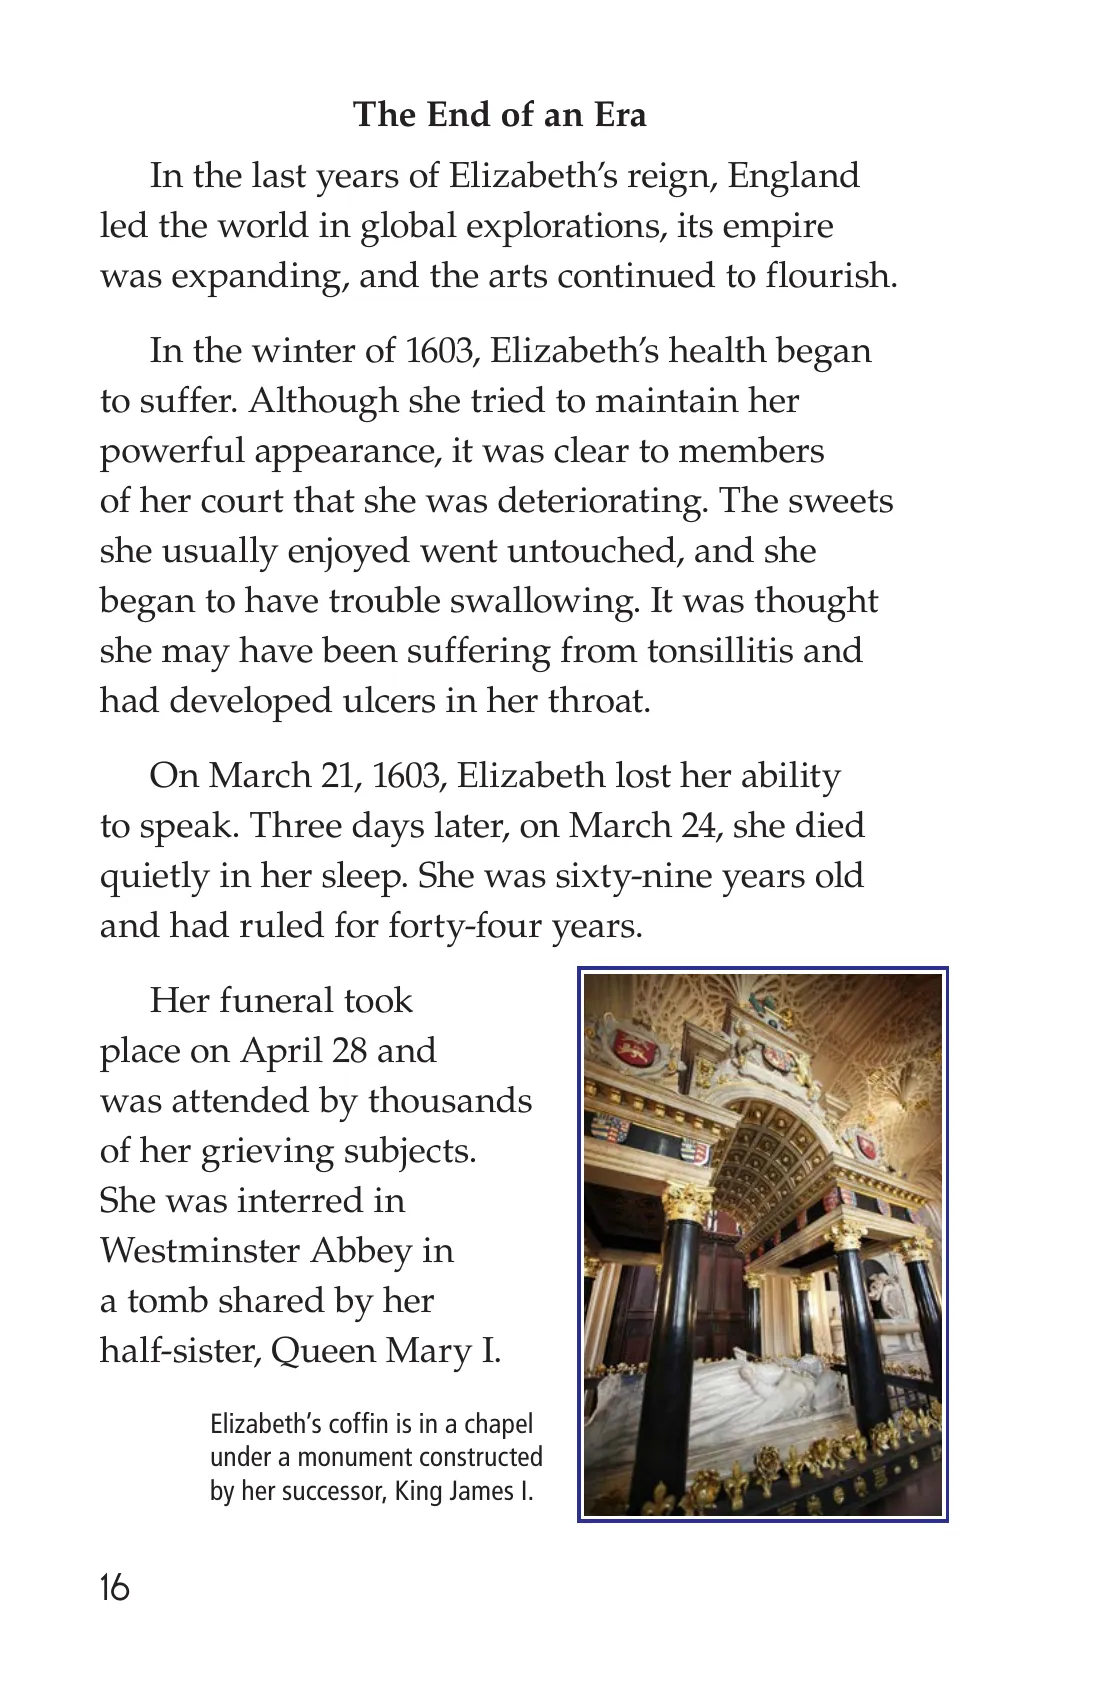 The End of an Era
In the last years of Elizabeth’s reign, England
led the world in global explorations, its empire
was expanding, and the arts continued to flourish.
In the winter of 1603, Elizabeth’s health began
to suffer. Although she tried to maintain her
powerful appearance, it was clear to members
of her court that she was deteriorating. The sweets
she usually enjoyed went untouched, and she
began to have trouble swallowing. It was thought
she may have been suffering from tonsillitis and
had developed ulcers in her throat.
On March 21, 1603, Elizabeth lost her ability
to speak. Three days later, on March 24, she died
quietly in her sleep. She was sixty-nine years old
and had ruled for forty-four years.
Her funeral took
place on April 28 and
was attended by thousands
of her grieving subjects.
She was interred in
Westminster Abbey in
a tomb shared by her
half-sister, Queen Mary I.
Elizabeth’s coffin is in a chapel
under a monument constructed
by her successor, King James I.
16